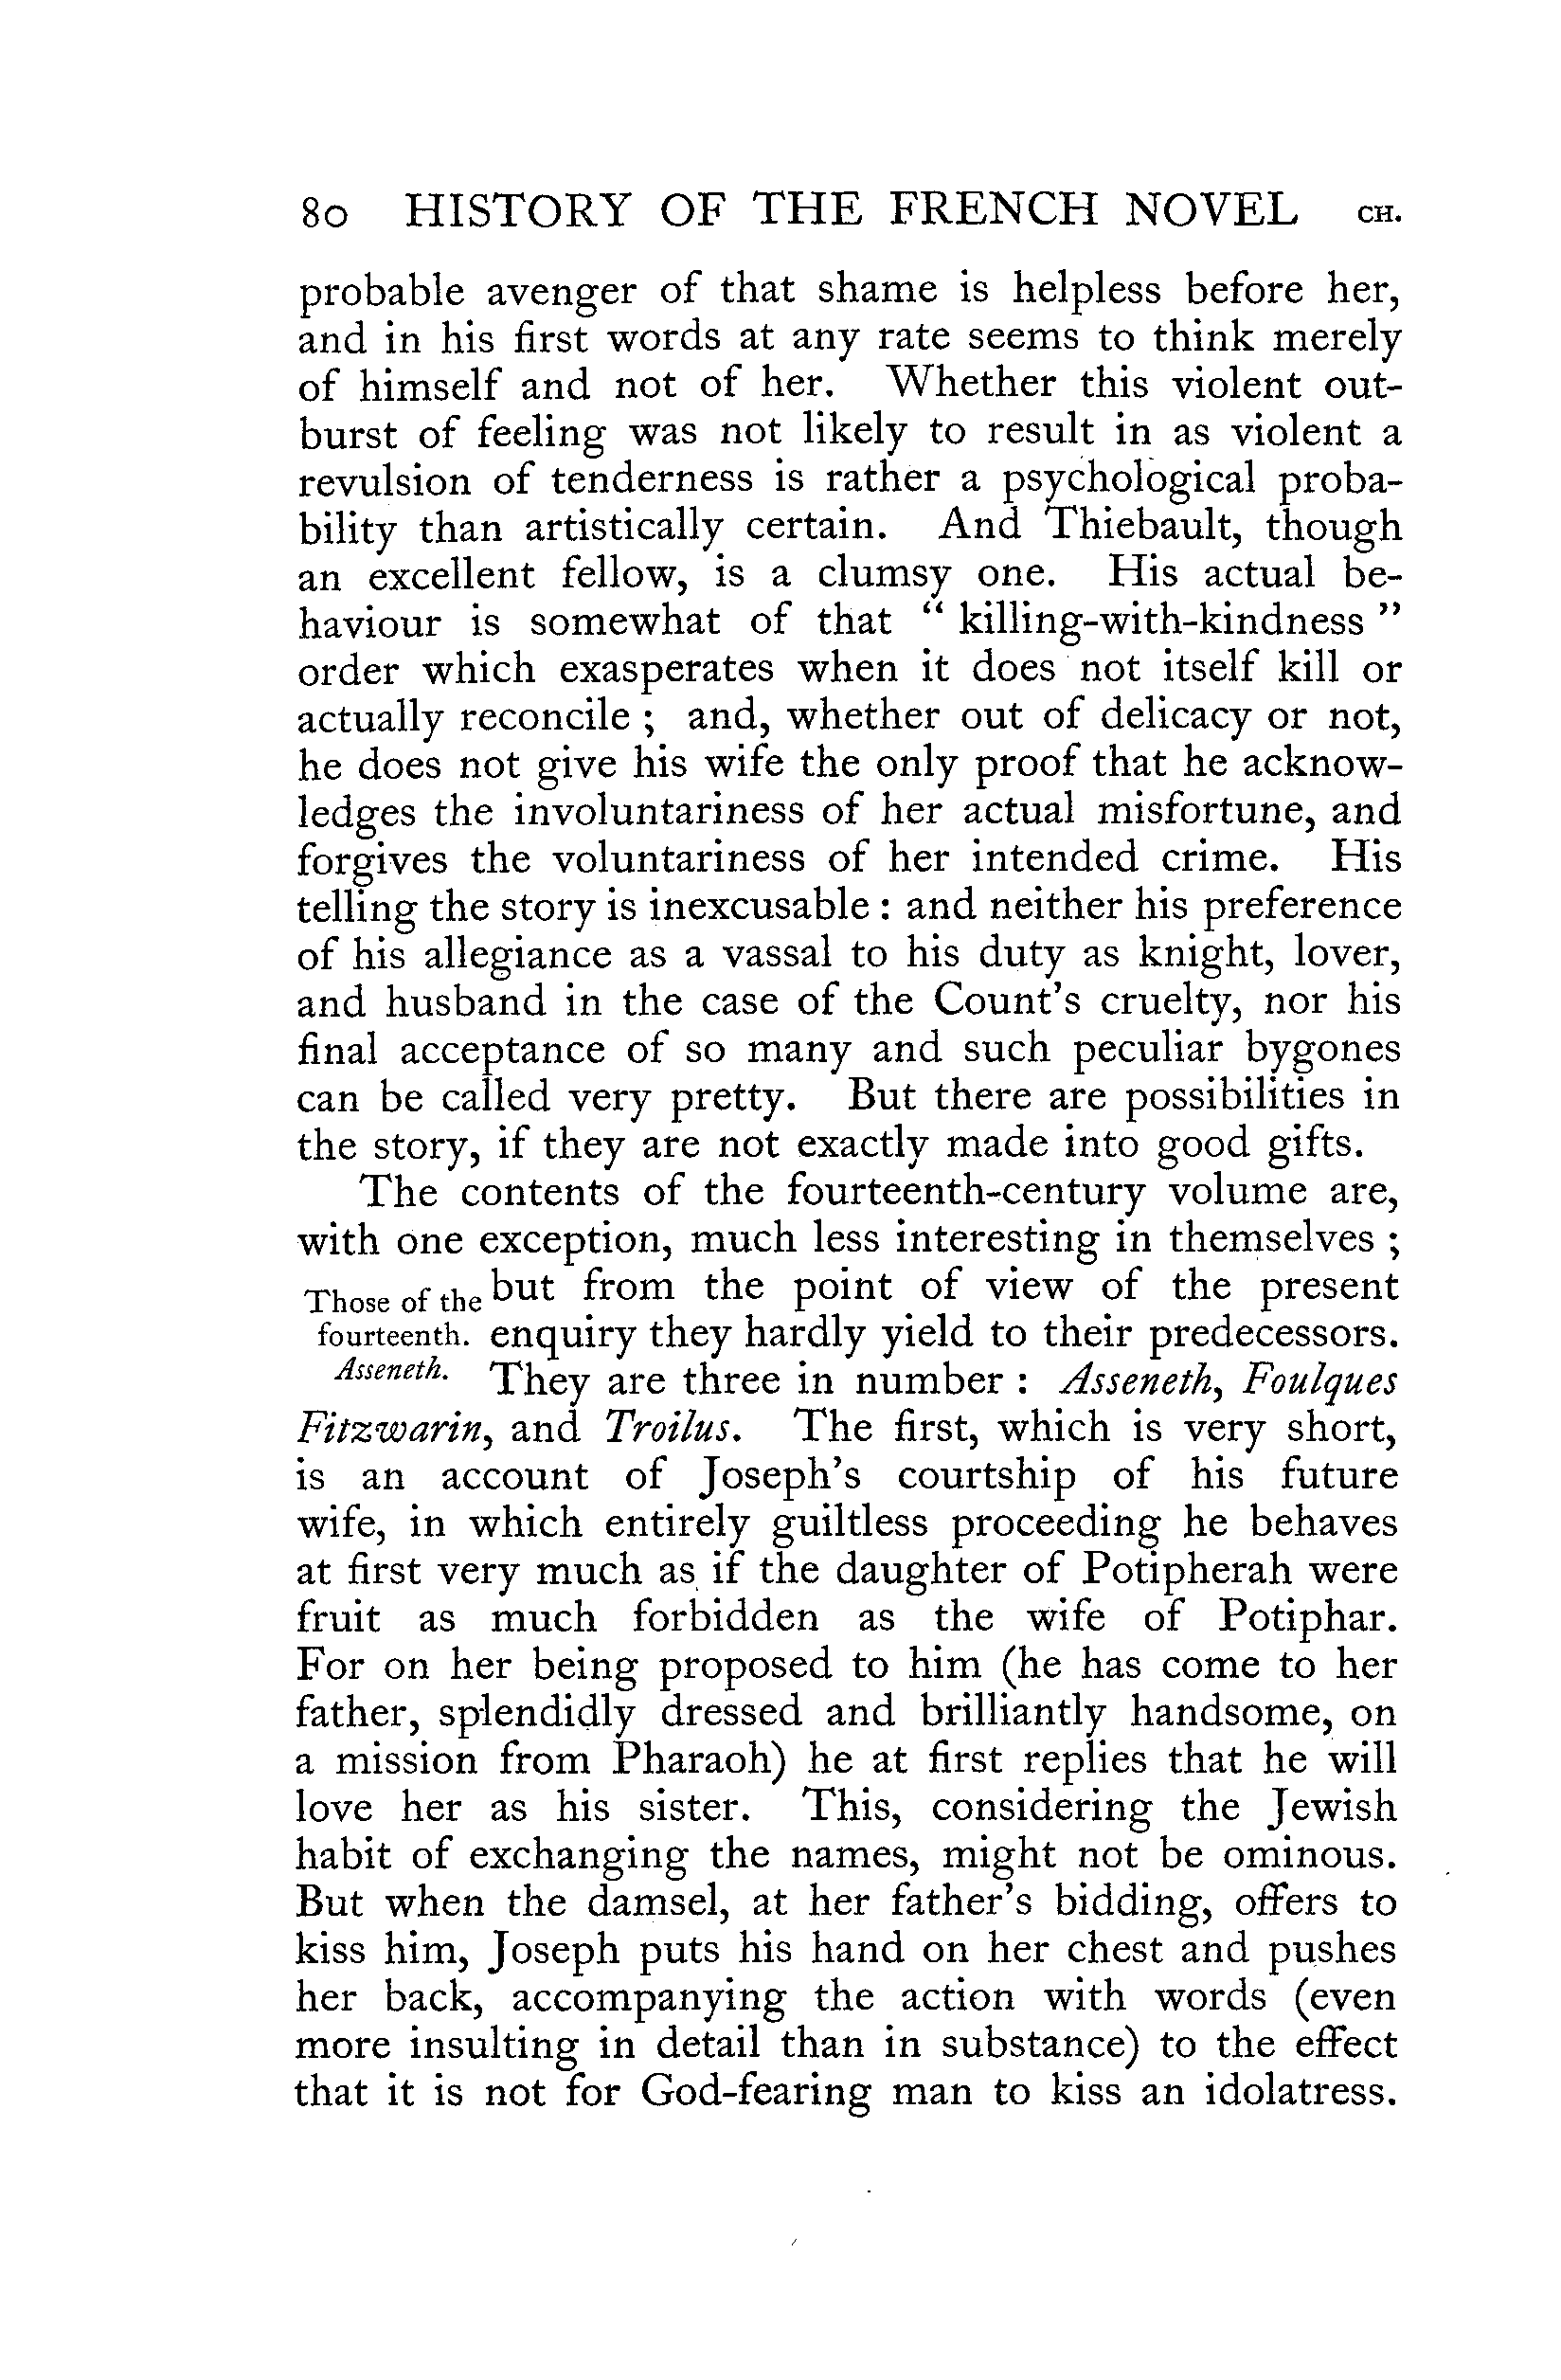 80 HISTORY OF THE FRENCH NOVEL CH.
probable avenger of that shame is helpless before her,
and in his first words at any rate seems to think merely
of himself and not of her. Whether this violent out-
burst of feeling was not likely to result in as violent a
revulsion of tenderness is rather a psychological proba-
bility than artistically certain. And Thiebault, though
an excellent fellow, is a clumsy one. His actual be-
haviour is somewhat of that “ killing-with-kindness ”
order which exasperates when it does not itself kill or
actually reconcile ; and, whether out of delicacy or not,
he does not give his wife the only proof that he acknow-
ledges the involuntariness of her actual misfortune, and
forgives the voluntariness of her intended crime. His
telling the story is inexcusable : and neither his preference
of his allegiance as a vassal to his duty as knight, lover,
and husband in the case of the Count’s cruelty, nor his
final acceptance of so many and such peculiar bygones
can be called very pretty. But there are possibilities in
the story, if they are not exactly made into good gifts.
The contents of the fourteenth-century volume are,
with one exception, much less interesting in themselves ;
Those of the but from the point of view of the present
fourteenth. enquiry they hardly yield to their predecessors.
Asseneth. They are three in number : Asseneth, Foulques
Fitzwarin, and Troilus. The first, which is very short,
is an account of Joseph’s courtship of his future
wife, in which entirely guiltless proceeding he behaves
at first very much as if the daughter of Potipherah were
fruit as much forbidden as the wife of Potiphar.
For on her being proposed to him (he has come to her
father, splendidly dressed and brilliantly handsome, on
a mission from Pharaoh) he at first replies that he will
love her as his sister. This, considering the Jewish
habit of exchanging the names, might not be ominous.
But when the damsel, at her father’s bidding, offers to
kiss him, Joseph puts his hand on her chest and pushes
her back, accompanying the action with words (even
more insulting in detail than in substance) to the effect
that it is not for God-fearing man to kiss an idolatress.